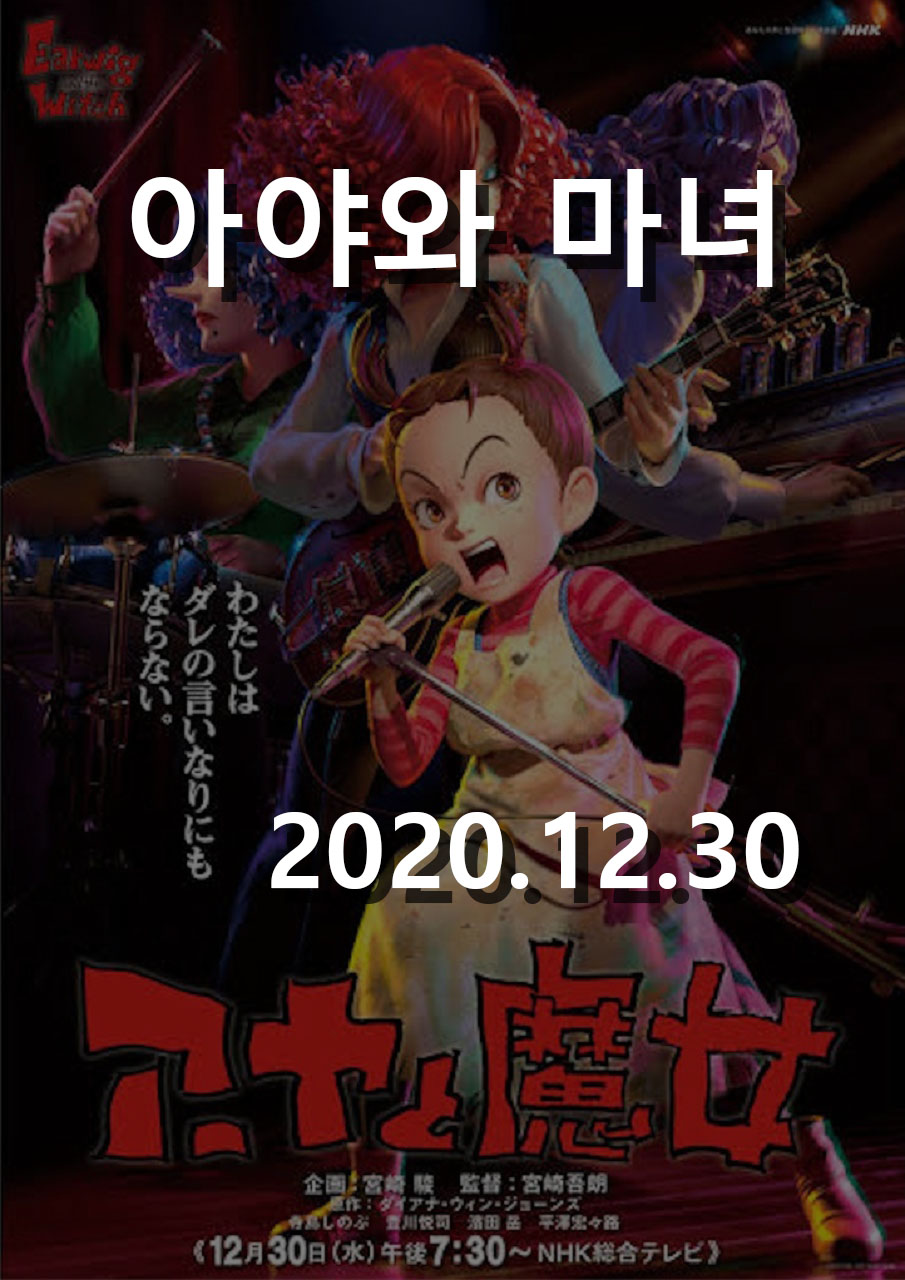 Earwig
and the
Witch
NHK
아야와 마녀
わたしは
ダレの言いなりにも
ならない。
2020.12.30
アーヤと魔女
企画：宮崎 駿　監督：宮崎吾朗
原作：ダイアナ・ウィン・ジョーンズ
寺島しのぶ　豊川悦司　濱田 岳　平澤宏々路
《12月30日（水）午後7:30～ NHK総合テレビ》